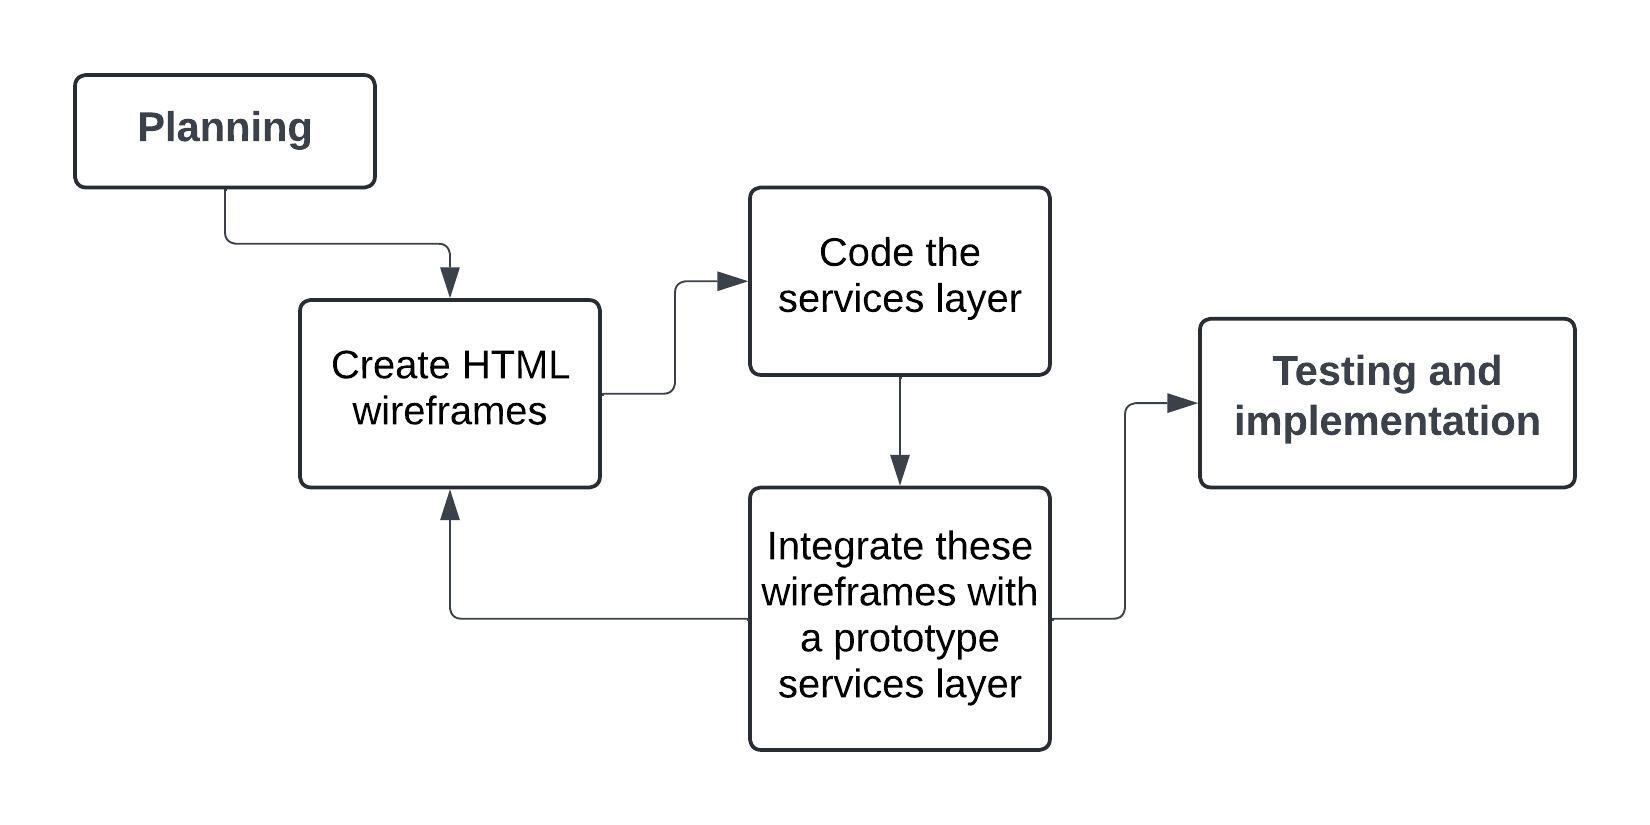 Planning
Create HTML
wireframes
Code the
services layer
Integrate these
wireframes with
a prototype
services layer
Testing and
implementation